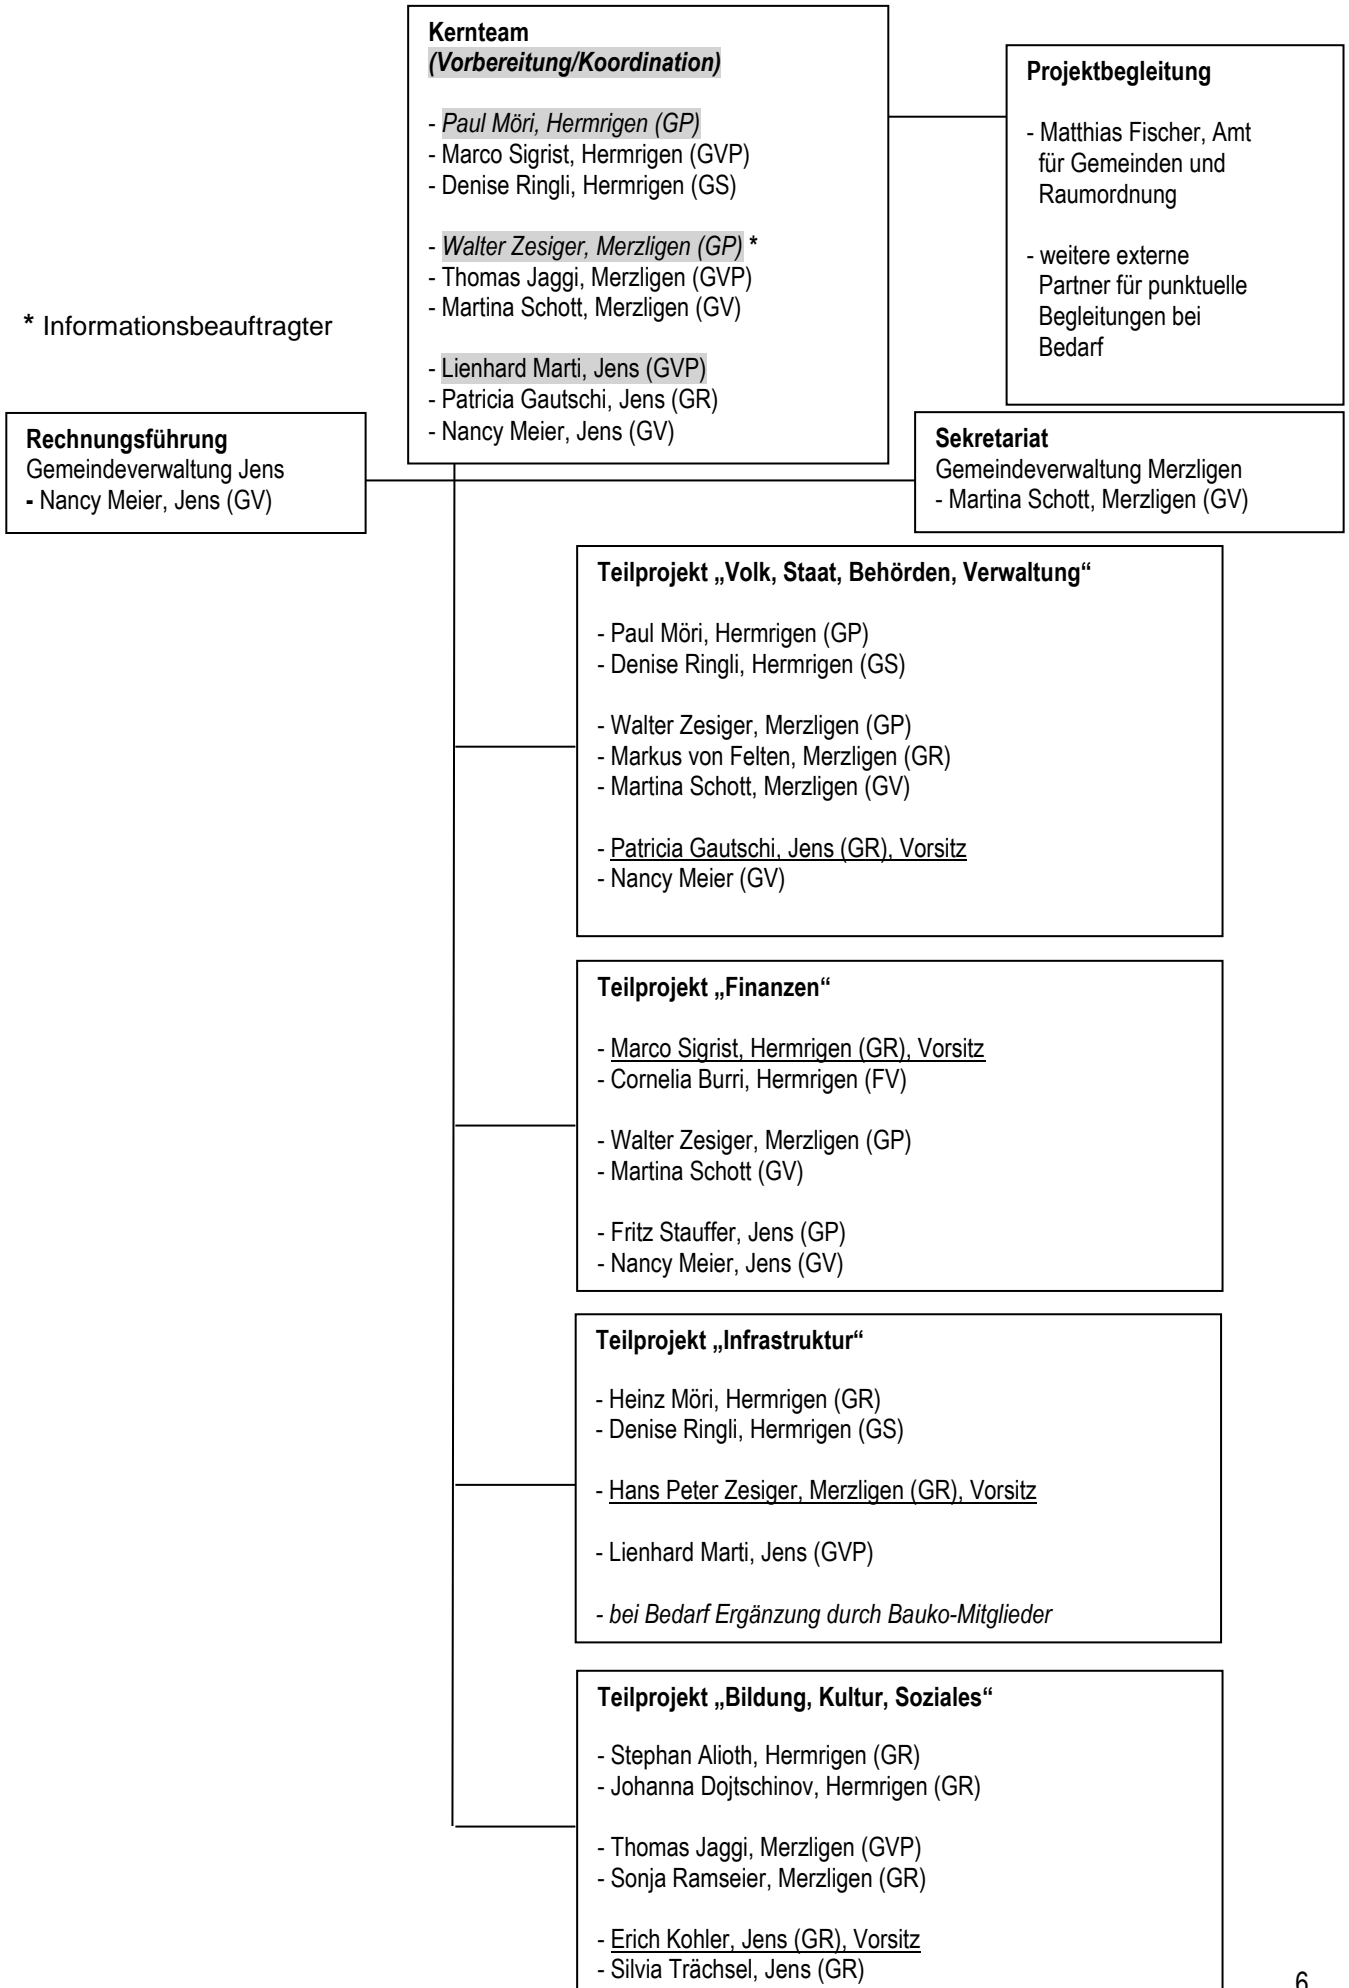 Kernteam
(Vorbereitung/Koordination)
- Paul Möri, Hermrigen (GP)
- Marco Sigrist, Hermrigen (GVP)
- Denise Ringli, Hermrigen (GS)
- Walter Zesiger, Merzligen (GP) *
- Thomas Jaggi, Merzligen (GVP)
- Martina Schott, Merzligen (GV)
- Lienhard Marti, Jens (GVP)
- Patricia Gautschi, Jens (GR)
- Nancy Meier, Jens (GV)
Projektbegleitung
- Matthias Fischer, Amt
für Gemeinden und
Raumordnung
- weitere externe
Partner für punktuelle
Begleitungen bei
Bedarf
* Informationsbeauftragter
Rechnungsführung
Gemeindeverwaltung Jens
- Nancy Meier, Jens (GV)
Sekretariat
Gemeindeverwaltung Merzligen
- Martina Schott, Merzligen (GV)
Teilprojekt „Volk, Staat, Behörden, Verwaltung“
- Paul Möri, Hermrigen (GP)
- Denise Ringli, Hermrigen (GS)
- Walter Zesiger, Merzligen (GP)
- Markus von Felten, Merzligen (GR)
- Martina Schott, Merzligen (GV)
- Patricia Gautschi, Jens (GR), Vorsitz
- Nancy Meier (GV)
Teilprojekt „Finanzen“
- Marco Sigrist, Hermrigen (GR), Vorsitz
- Cornelia Burri, Hermrigen (FV)
- Walter Zesiger, Merzligen (GP)
- Martina Schott (GV)
- Fritz Stauffer, Jens (GP)
- Nancy Meier, Jens (GV)
Teilprojekt „Infrastruktur“
- Heinz Möri, Hermrigen (GR)
- Denise Ringli, Hermrigen (GS)
- Hans Peter Zesiger, Merzligen (GR), Vorsitz
- Lienhard Marti, Jens (GVP)
- bei Bedarf Ergänzung durch Bauko-Mitglieder
Teilprojekt „Bildung, Kultur, Soziales“
- Stephan Alioth, Hermrigen (GR)
- Johanna Dojtschinov, Hermrigen (GR)
- Thomas Jaggi, Merzligen (GVP)
- Sonja Ramseier, Merzligen (GR)
- Erich Kohler, Jens (GR), Vorsitz
- Silvia Trächsel, Jens (GR)
6